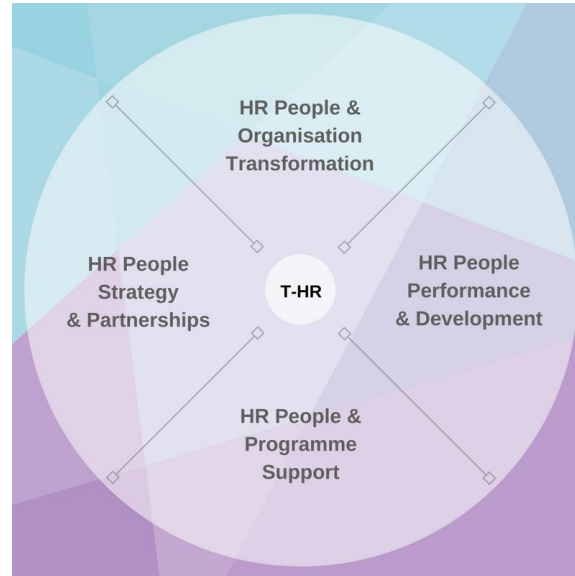 HR People &
Organisation
Transformation
HR People
Strategy
& Partnerships
T-HR
HR People
Performance
& Development
HR People &
Programme
Support